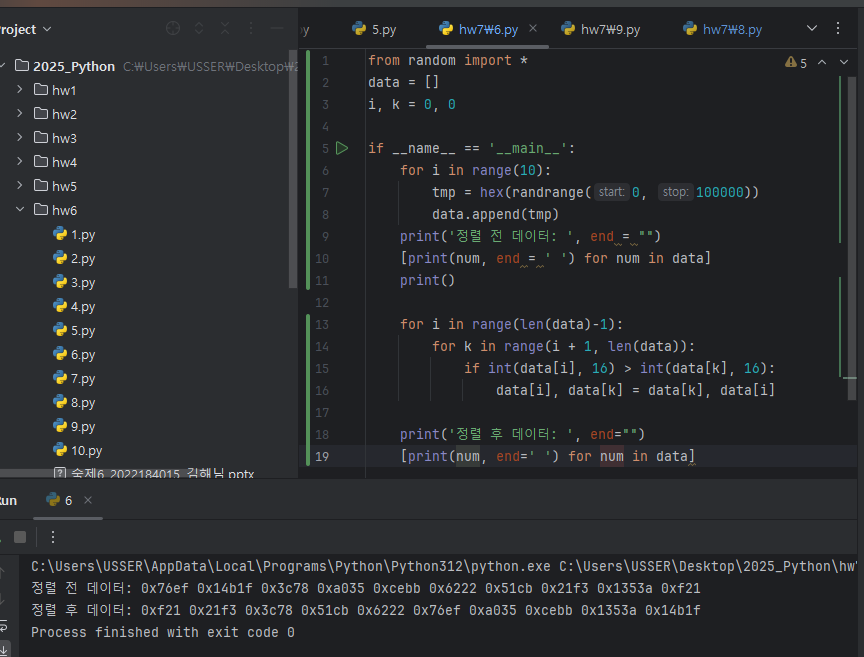 roject
y
5.py
hw7₩6.py
hw7₩9.py
hw7₩8.py
2025_Python C:₩Users₩USSER₩Desktop₩2
hw1
hw2
hw3
hw4
hw5
hw6
1.py
2.py
3.py
4.py
5.py
6.py
7.py
8.py
9.py
10.py
숙제6_2022184015_김해님.pptx
5
1 from random import *
2 data = []
3 i, k = 0, 0
4
5 if __name__ == '__main__':
6 for i in range(10):
7 tmp = hex(randrange( start: 0, stop: 100000))
8 data.append(tmp)
9 print('정렬 전 데이터: ', end = "")
10 [print(num, end = ' ') for num in data]
11 print()
12
13 for i in range(len(data)-1):
14 for k in range(i + 1, len(data)):
15 if int(data[i], 16) > int(data[k], 16):
16 data[i], data[k] = data[k], data[i]
17
18 print('정렬 후 데이터: ', end="")
19 [print(num, end=' ') for num in data]
un
6
C:\Users\USSER\AppData\Local\Programs\Python\Python312\python.exe C:\Users\USSER\Desktop\2025_Python\hw
정렬 전 데이터: 0x76ef 0x14b1f 0x3c78 0xa035 0xcebb 0x6222 0x51cb 0x21f3 0x1353a 0xf21
정렬 후 데이터: 0xf21 0x21f3 0x3c78 0x51cb 0x6222 0x76ef 0xa035 0xcebb 0x1353a 0x14b1f
Process finished with exit code 0